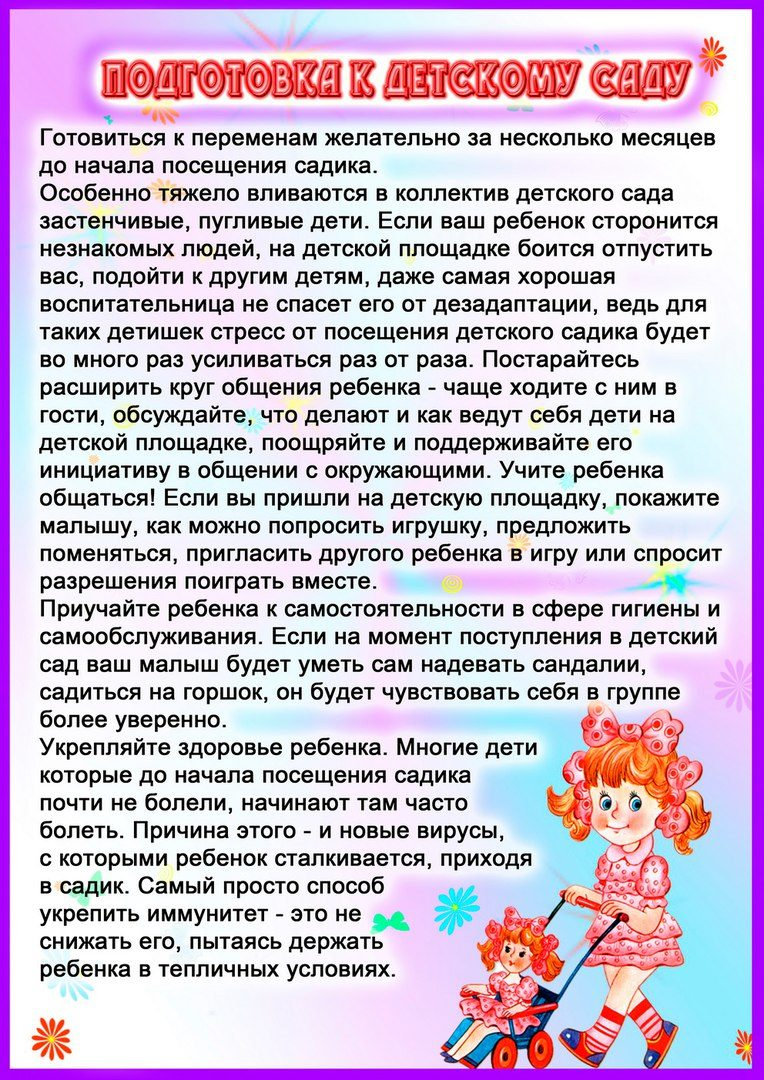 ПОДГОТОВКА К ДЕТСКОМУ САДУ
Готовиться к переменам желательно за несколько месяцев
до начала посещения садика.
Особенно тяжело вливаются в коллектив детского сада
застенчивые, пугливые дети. Если ваш ребенок сторонится
незнакомых людей, на детской площадке боится отпустить
вас, подойти к другим детям, даже самая хорошая
воспитательница не спасет его от дезадаптации, ведь для
таких детишек стресс от посещения детского садика будет
во много раз усиливаться раз от раза. Постарайтесь
расширить круг общения ребенка - чаще ходите с ним в
гости, обсуждайте, что делают и как ведут себя дети на
детской площадке, поощряйте и поддерживайте его
инициативу в общении с окружающими. Учите ребенка
общаться! Если вы пришли на детскую площадку, покажите
малышу, как можно попросить игрушку, предложить
поменяться, пригласить другого ребенка в игру или спросит
разрешения поиграть вместе.
Приучайте ребенка к самостоятельности в сфере гигиены и
самообслуживания. Если на момент поступления в детский
сад ваш малыш будет уметь сам надевать сандалии,
садиться на горшок, он будет чувствовать себя в группе
более уверенно.
Укрепляйте здоровье ребенка. Многие дети
которые до начала посещения садика
почти не болели, начинают там часто
болеть. Причина этого - и новые вирусы,
с которыми ребенок сталкивается, приходя
в садик. Самый просто способ
укрепить иммунитет - это не
снижать его, пытаясь держать
ребенка в тепличных условиях.